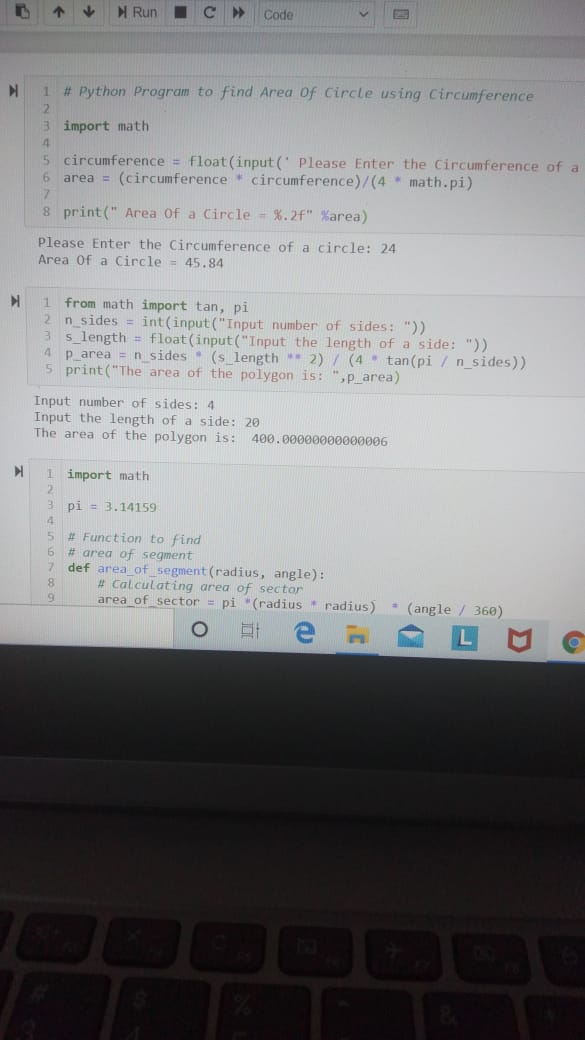 Run
Code
1 # Python Program to find Area Of Circle using Circumference
2
3 import math
4
5 circumference = float(input(' Please Enter the Circumference of a
6 area = (circumference * circumference)/(4 * math.pi)
7
8 print(" Area Of a Circle = %.2f" %area)
Please Enter the Circumference of a circle: 24
Area Of a Circle = 45.84
1 from math import tan, pi
2 n_sides = int(input("Input number of sides: "))
3 s_length = float(input("Input the length of a side: "))
4 p_area = n_sides * (s_length ** 2) / (4 * tan(pi / n_sides))
5 print("The area of the polygon is: ",p_area)
Input number of sides: 4
Input the length of a side: 20
The area of the polygon is:  400.00000000000006
1 import math
2
3 pi = 3.14159
4
5 # Function to find
6 # area of segment
7 def area_of_segment(radius, angle):
8     # Calculating area of sector
9     area_of_sector = pi *(radius * radius)  * (angle / 360)
L
# $ % &